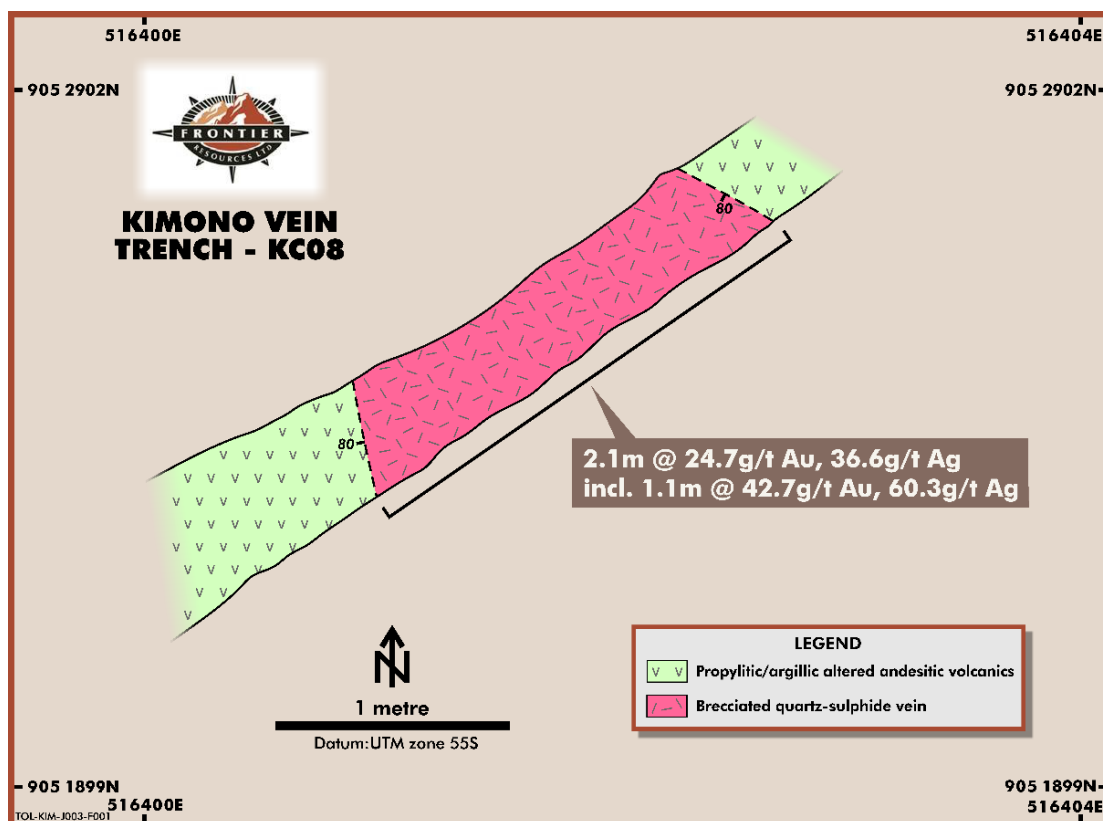 516400E
516404E
905 2902N
905 2902N
FRONTIER
RESOURCES LTD
KIMONO VEIN
TRENCH - KC08
80
80
2.1m @ 24.7g/t Au, 36.6g/t Ag
incl. 1.1m @ 42.7g/t Au, 60.3g/t Ag
N
1 metre
Datum:UTM zone 55S
LEGEND
Propylitic/argillic altered andesitic volcanics
Brecciated quartz-sulphide vein
905 1899N
905 1899N
516400E
516404E
TOL-KIM-J003-F001